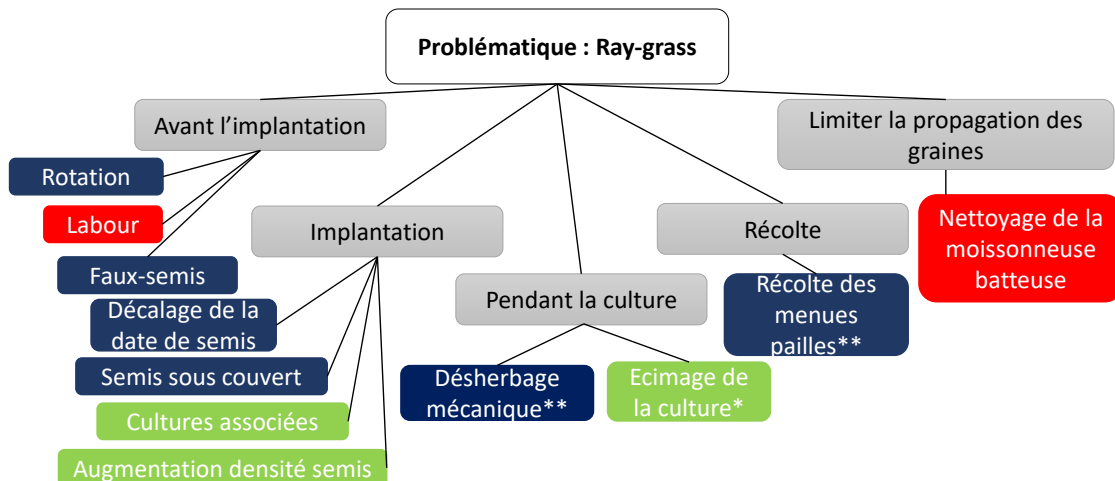 Problématique : Ray-grass
Avant l’implantation
Rotation
Labour
Faux-semis
Implantation
Décalage de la
date de semis
Semis sous couvert
Cultures associées
Augmentation densité semis
Pendant la culture
Désherbage
mécanique**
Ecimage de
la culture*
Récolte
Récolte des
menues
pailles**
Limiter la propagation des
graines
Nettoyage de la
moissonneuse
batteuse